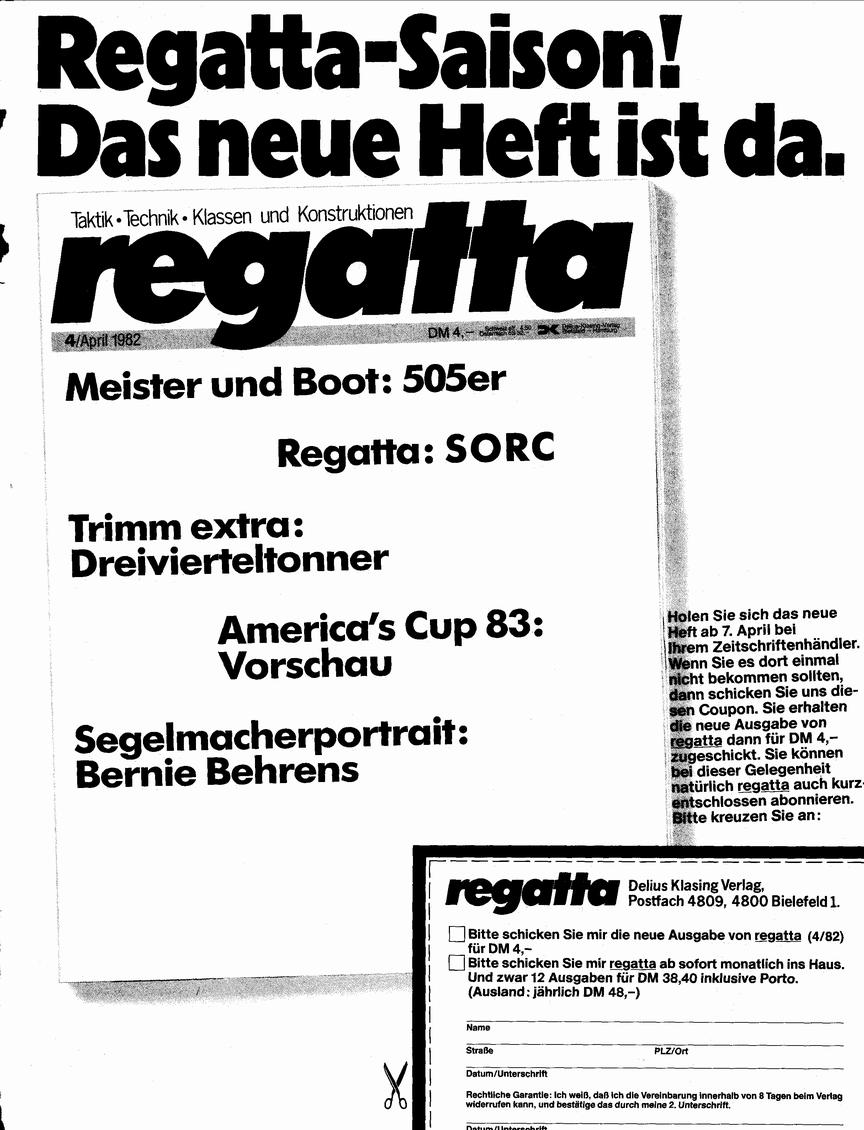 Regatta-Saison!
Das neue Heft ist da.
Taktik • Technik • Klassen und Konstruktionen
regatta
4/April 1982
DM 4,–
Delius-Klasing-Verlag
Meister und Boot: 505er
Regatta: SORC
Trimm extra:
Dreivierteltonner
America's Cup 83:
Vorschau
Segelmacherportrait:
Bernie Behrens
Holen Sie sich das neue
Heft ab 7. April bei
Ihrem Zeitschriftenhändler.
Wenn Sie es dort einmal
nicht bekommen sollten,
dann schicken Sie uns die-
sen Coupon. Sie erhalten
die neue Ausgabe von
regatta dann für DM 4,–
zugeschickt. Sie können
bei dieser Gelegenheit
natürlich regatta auch kurz-
entschlossen abonnieren.
Bitte kreuzen Sie an:
regatta Delius Klasing Verlag,
Postfach 4809, 4800 Bielefeld 1.
Bitte schicken Sie mir die neue Ausgabe von regatta (4/82)
für DM 4,–
Bitte schicken Sie mir regatta ab sofort monatlich ins Haus.
Und zwar 12 Ausgaben für DM 38,40 inklusive Porto.
(Ausland: jährlich DM 48,–)
Name
Straße PLZ/Ort
Datum/Unterschrift
Rechtliche Garantie: Ich weiß, daß ich die Vereinbarung innerhalb von 8 Tagen beim Verlag
widerrufen kann, und bestätige das durch meine 2. Unterschrift.
Datum/Unterschrift